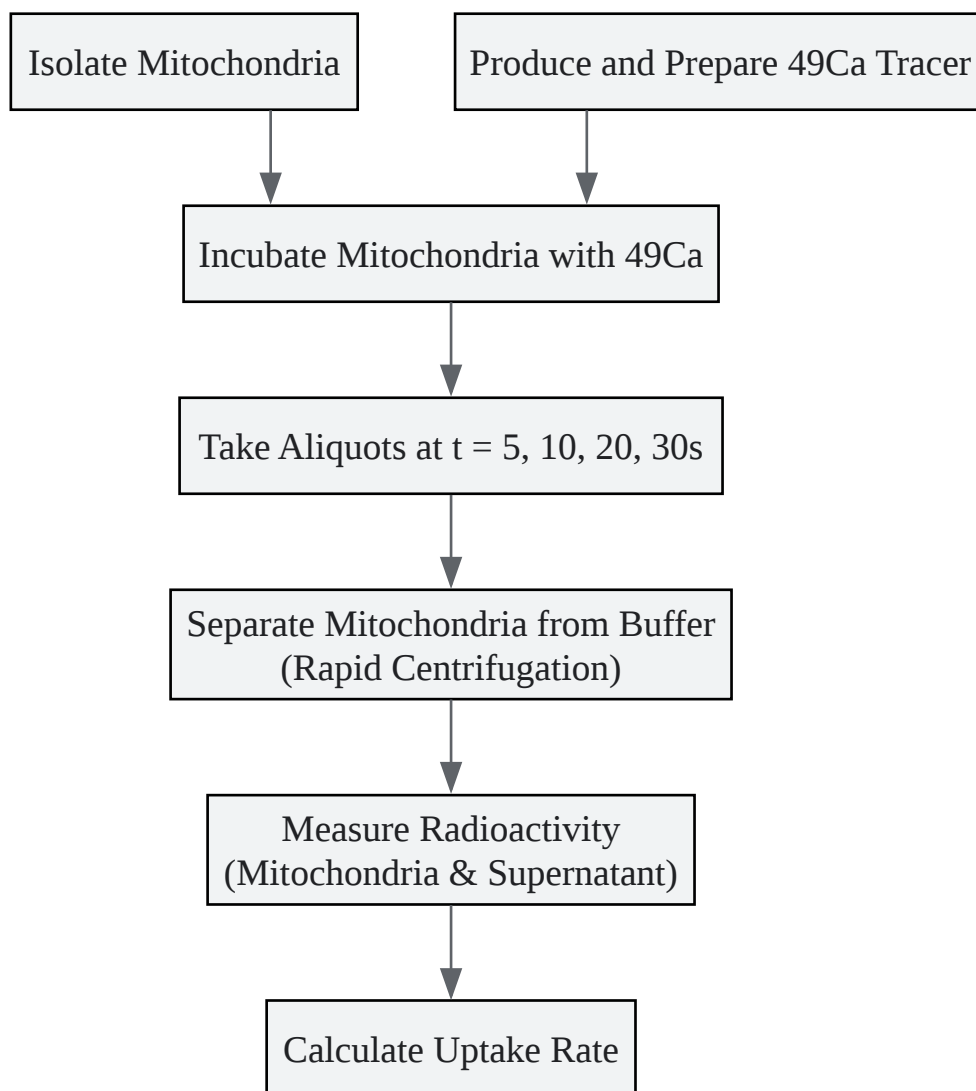 Isolate Mitochondria
Produce and Prepare 49Ca Tracer
Incubate Mitochondria with 49Ca
Take Aliquots at t = 5, 10, 20, 30s
Separate Mitochondria from Buffer
(Rapid Centrifugation)
Measure Radioactivity
(Mitochondria & Supernatant)
Calculate Uptake Rate